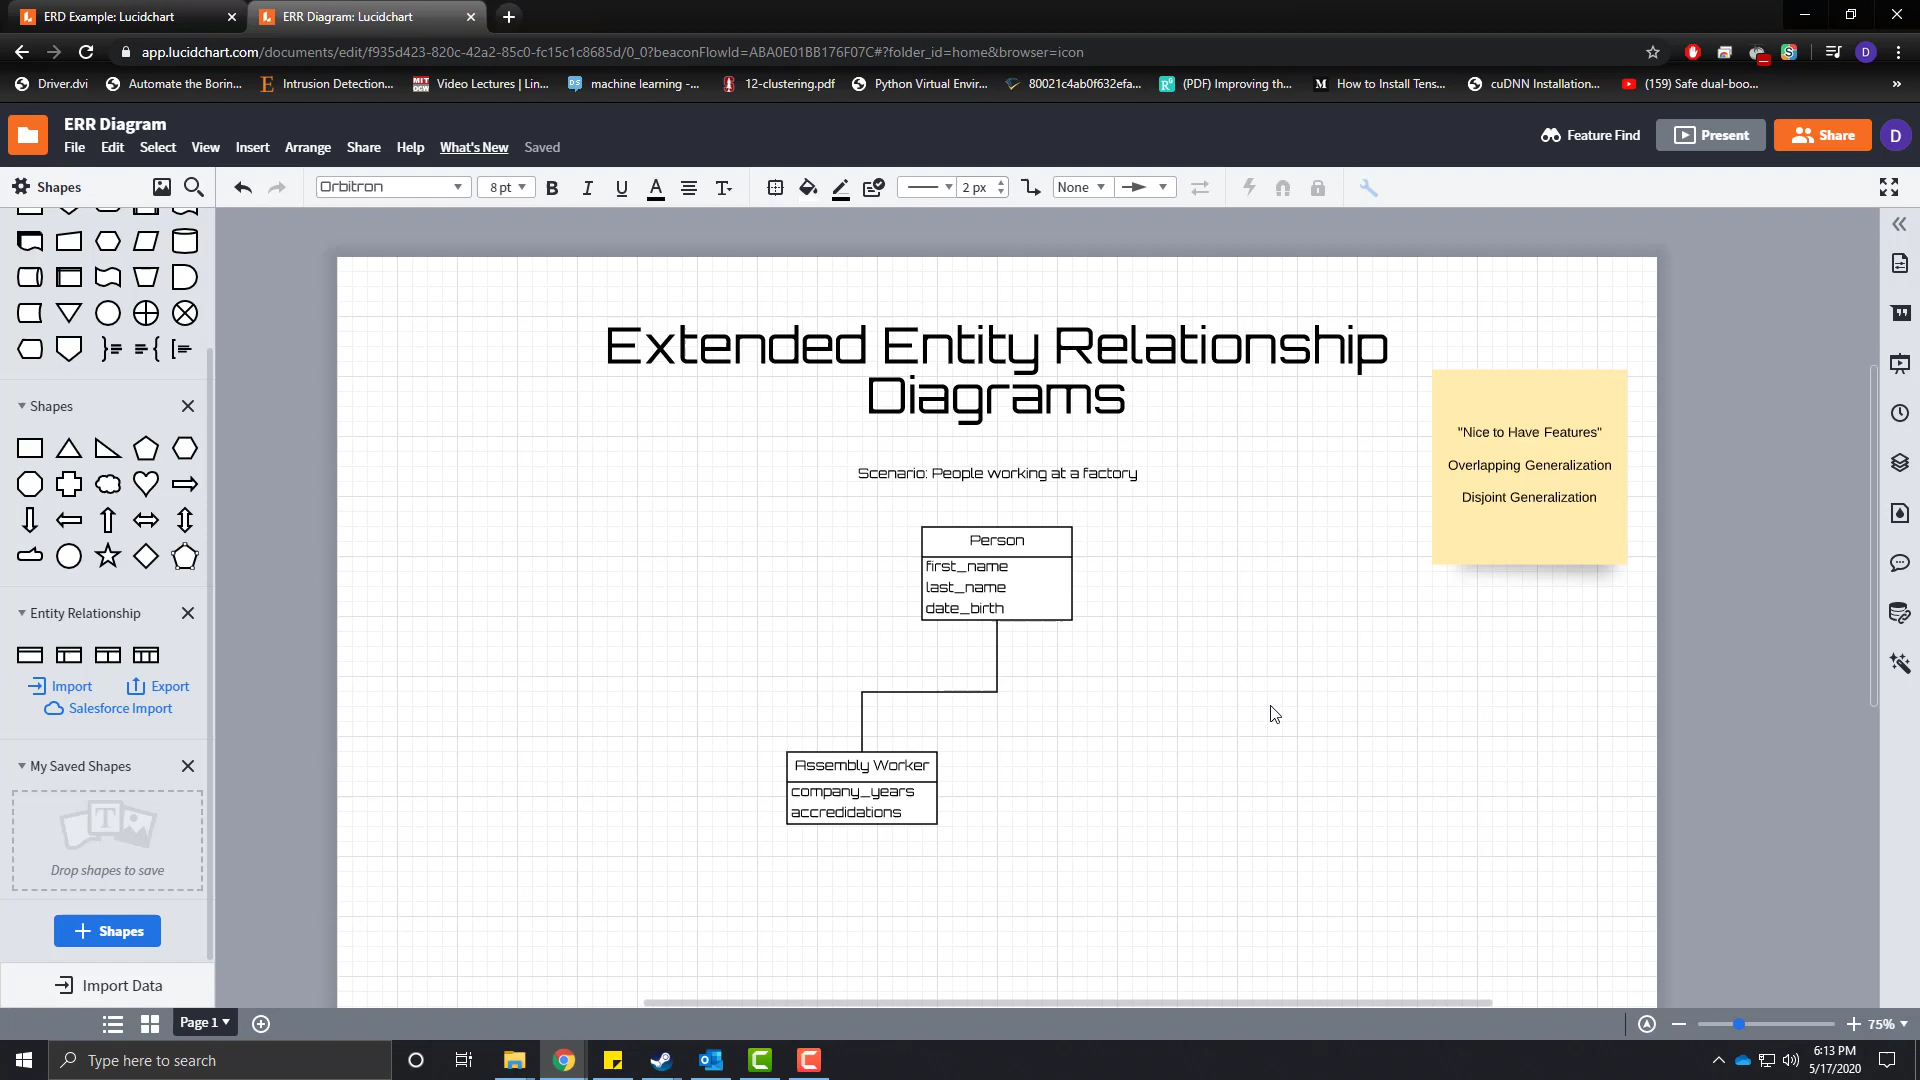 ERD Example: Lucidchart
ERR Diagram: Lucidchart
app.lucidchart.com/documents/edit/f935d423-820c-42a2-85c0-fc15c1c8685d/0_0?beaconFlowId=ABA0E01BB176F07C#?folder_id=home&browser=icon
D
Driver.dvi
Automate the Borin...
Intrusion Detection...
Video Lectures | Lin...
machine learning -...
12-clustering.pdf
Python Virtual Envir...
80021c4ab0f632efa...
(PDF) Improving th...
How to Install Tens...
cuDNN Installation...
(159) Safe dual-boo...
ERR Diagram
File Edit Select View Insert Arrange Share Help What's New Saved
Feature Find
Present
Share
D
Shapes
Orbitron
8 pt
B I U A T
2 px
None
Shapes
Entity Relationship
Import
Export
Salesforce Import
My Saved Shapes
T
Drop shapes to save
+ Shapes
Import Data
Extended Entity Relationship
Diagrams
Scenario: People working at a factory
Person
first_name
last_name
date_birth
Assembly Worker
company_years
accredidations
"Nice to Have Features"
Overlapping Generalization
Disjoint Generalization
Page 1
75%
Type here to search
6:13 PM
5/17/2020